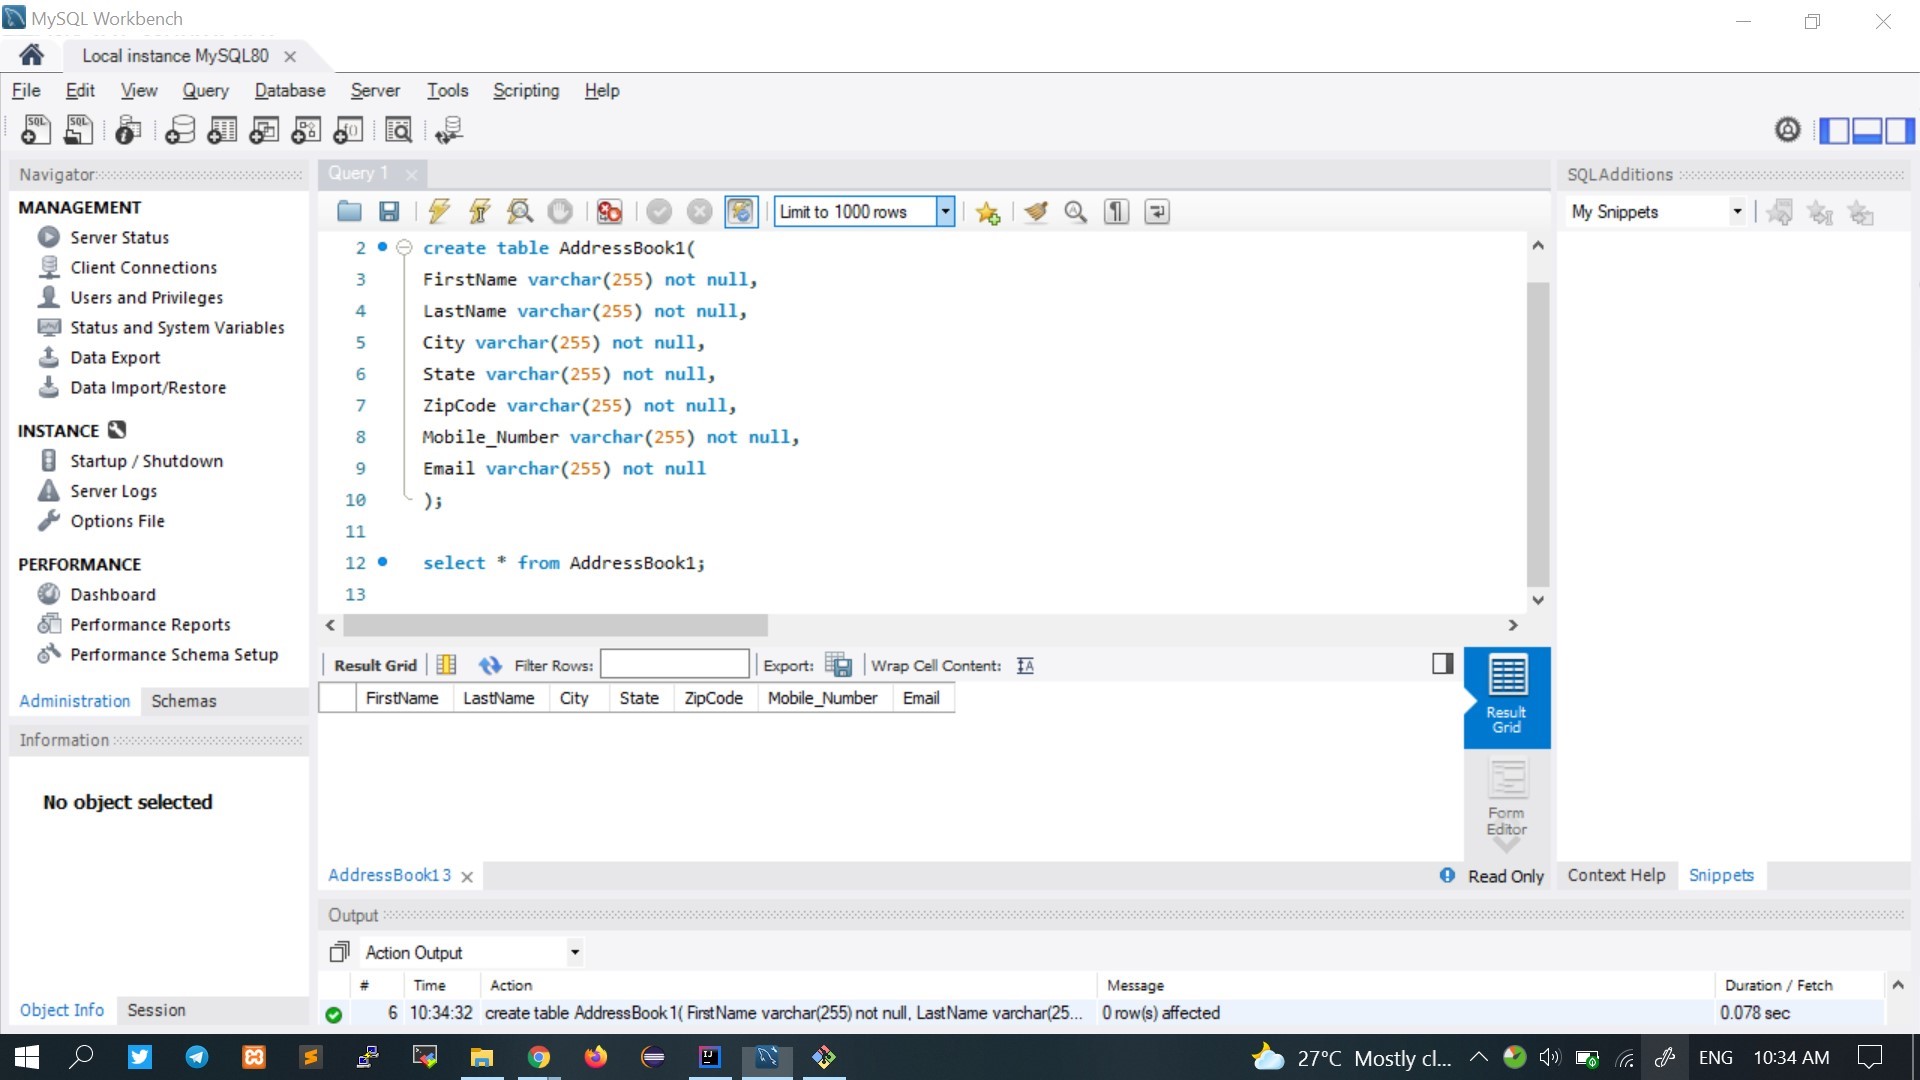 MySQL Workbench
Local instance MySQL80
File Edit View Query Database Server Tools Scripting Help
Navigator
MANAGEMENT
Server Status
Client Connections
Users and Privileges
Status and System Variables
Data Export
Data Import/Restore
INSTANCE
Startup / Shutdown
Server Logs
Options File
PERFORMANCE
Dashboard
Performance Reports
Performance Schema Setup
Administration Schemas
Information
No object selected
Object Info Session
Query 1
Limit to 1000 rows
2 create table AddressBook1(
3 FirstName varchar(255) not null,
4 LastName varchar(255) not null,
5 City varchar(255) not null,
6 State varchar(255) not null,
7 ZipCode varchar(255) not null,
8 Mobile_Number varchar(255) not null,
9 Email varchar(255) not null
10 );
11
12 select * from AddressBook1;
13
Result Grid Filter Rows: Export: Wrap Cell Content:
FirstName LastName City State ZipCode Mobile_Number Email
Result
Grid
Form
Editor
AddressBook1 3 Read Only
SQLAdditions
My Snippets
Context Help Snippets
Output
Action Output
# Time Action Message Duration / Fetch
6 10:34:32 create table AddressBook1( FirstName varchar(255) not null, LastName varchar(25... 0 row(s) affected 0.078 sec
27°C Mostly cl... ENG 10:34 AM